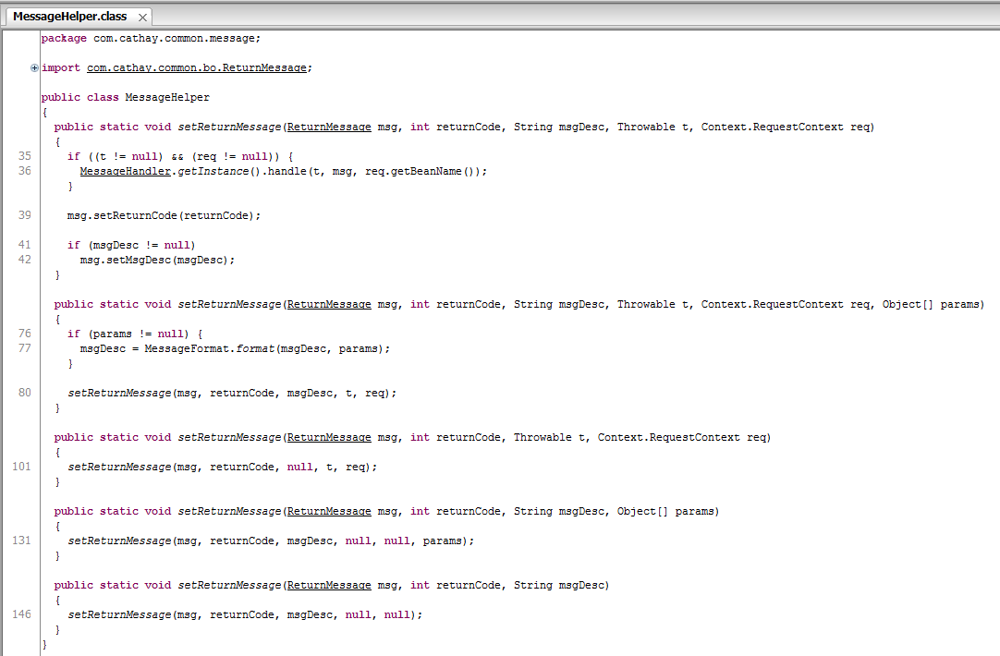 MessageHelper.class
package com.cathay.common.message;
import com.cathay.common.bo.ReturnMessage;
public class MessageHelper
{
public static void setReturnMessage(ReturnMessage msg, int returnCode, String msgDesc, Throwable t, Context.RequestContext req)
{
35 if ((t != null) && (req != null)) {
36 MessageHandler.getInstance().handle(t, msg, req.getBeanName());
}
39 msg.setReturnCode(returnCode);
41 if (msgDesc != null)
42 msg.setMsgDesc(msgDesc);
}
public static void setReturnMessage(ReturnMessage msg, int returnCode, String msgDesc, Throwable t, Context.RequestContext req, Object[] params)
{
76 if (params != null) {
77 msgDesc = MessageFormat.format(msgDesc, params);
}
80 setReturnMessage(msg, returnCode, msgDesc, t, req);
}
public static void setReturnMessage(ReturnMessage msg, int returnCode, Throwable t, Context.RequestContext req)
{
101 setReturnMessage(msg, returnCode, null, t, req);
}
public static void setReturnMessage(ReturnMessage msg, int returnCode, String msgDesc, Object[] params)
{
131 setReturnMessage(msg, returnCode, msgDesc, null, null, params);
}
public static void setReturnMessage(ReturnMessage msg, int returnCode, String msgDesc)
{
146 setReturnMessage(msg, returnCode, msgDesc, null, null);
}
}